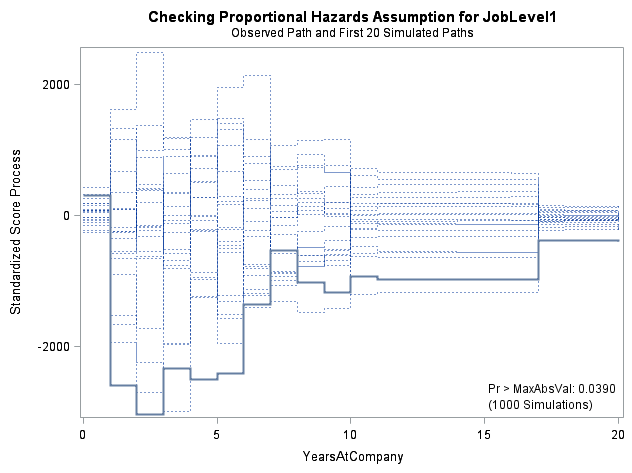 Checking Proportional Hazards Assumption for JobLevel1
Observed Path and First 20 Simulated Paths
Standardized Score Process
2000
0
-2000
Pr > MaxAbsVal: 0.0390
(1000 Simulations)
0 5 10 15 20
YearsAtCompany